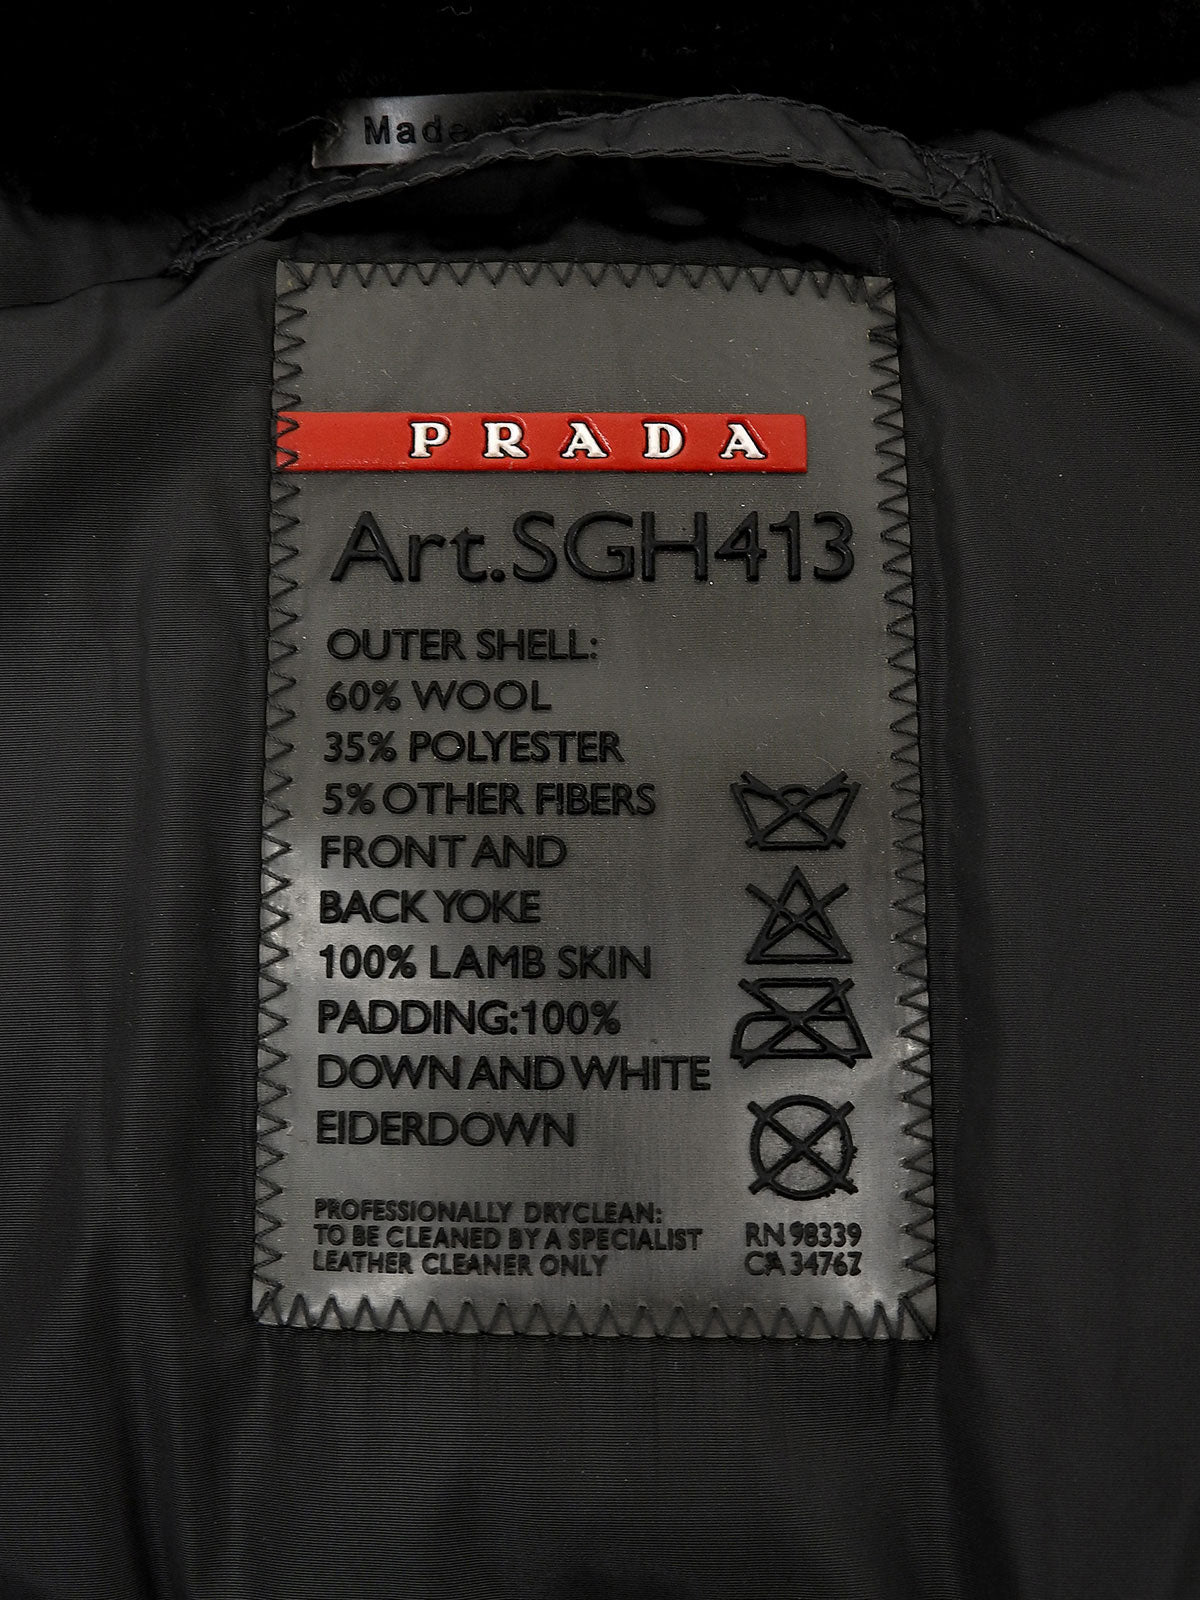 Made
PRADA
Art.SGH413
OUTER SHELL:
60% WOOL
35% POLYESTER
5% OTHER FIBERS
FRONT AND
BACK YOKE
100% LAMB SKIN
PADDING:100%
DOWN AND WHITE
EIDERDOWN
PROFESSIONALLY DRYCLEAN:
TO BE CLEANED BY A SPECIALIST
LEATHER CLEANER ONLY
RN 98339
CA 34767